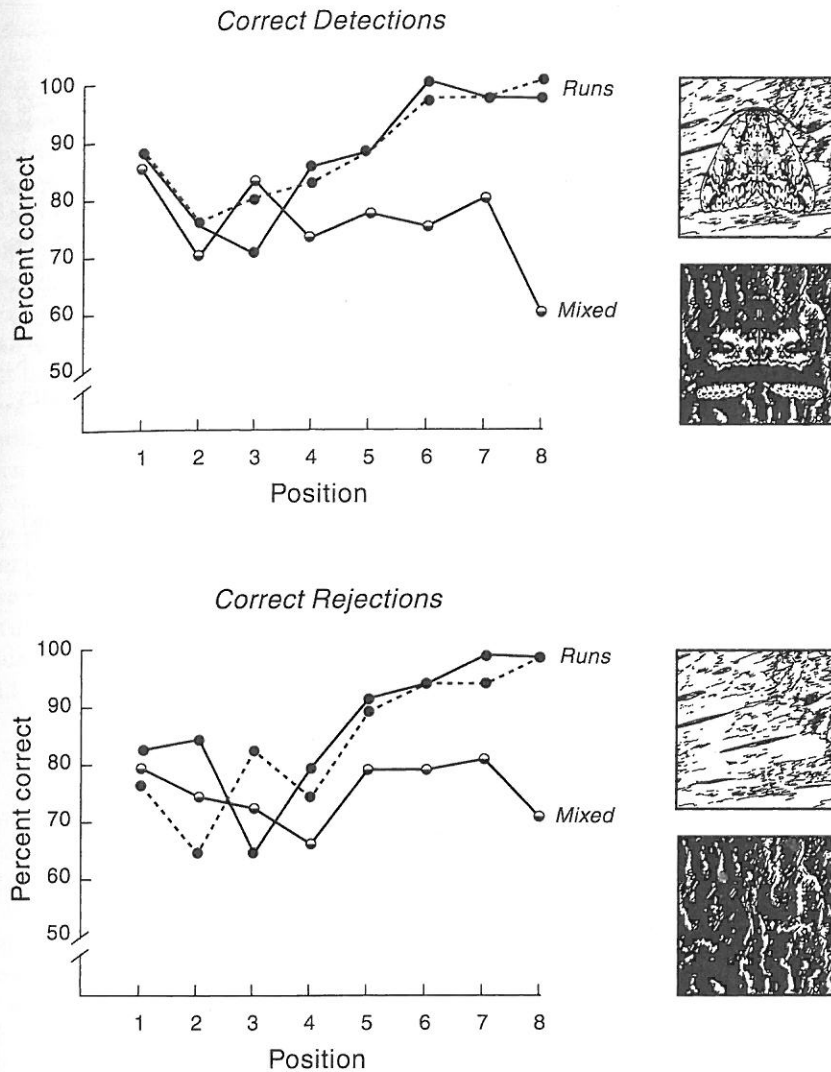 Correct Detections
100
90
80
70
60
50
Percent correct
Runs
Mixed
1 2 3 4 5 6 7 8
Position
Correct Rejections
100
90
80
70
60
50
Percent correct
Runs
Mixed
1 2 3 4 5 6 7 8
Position